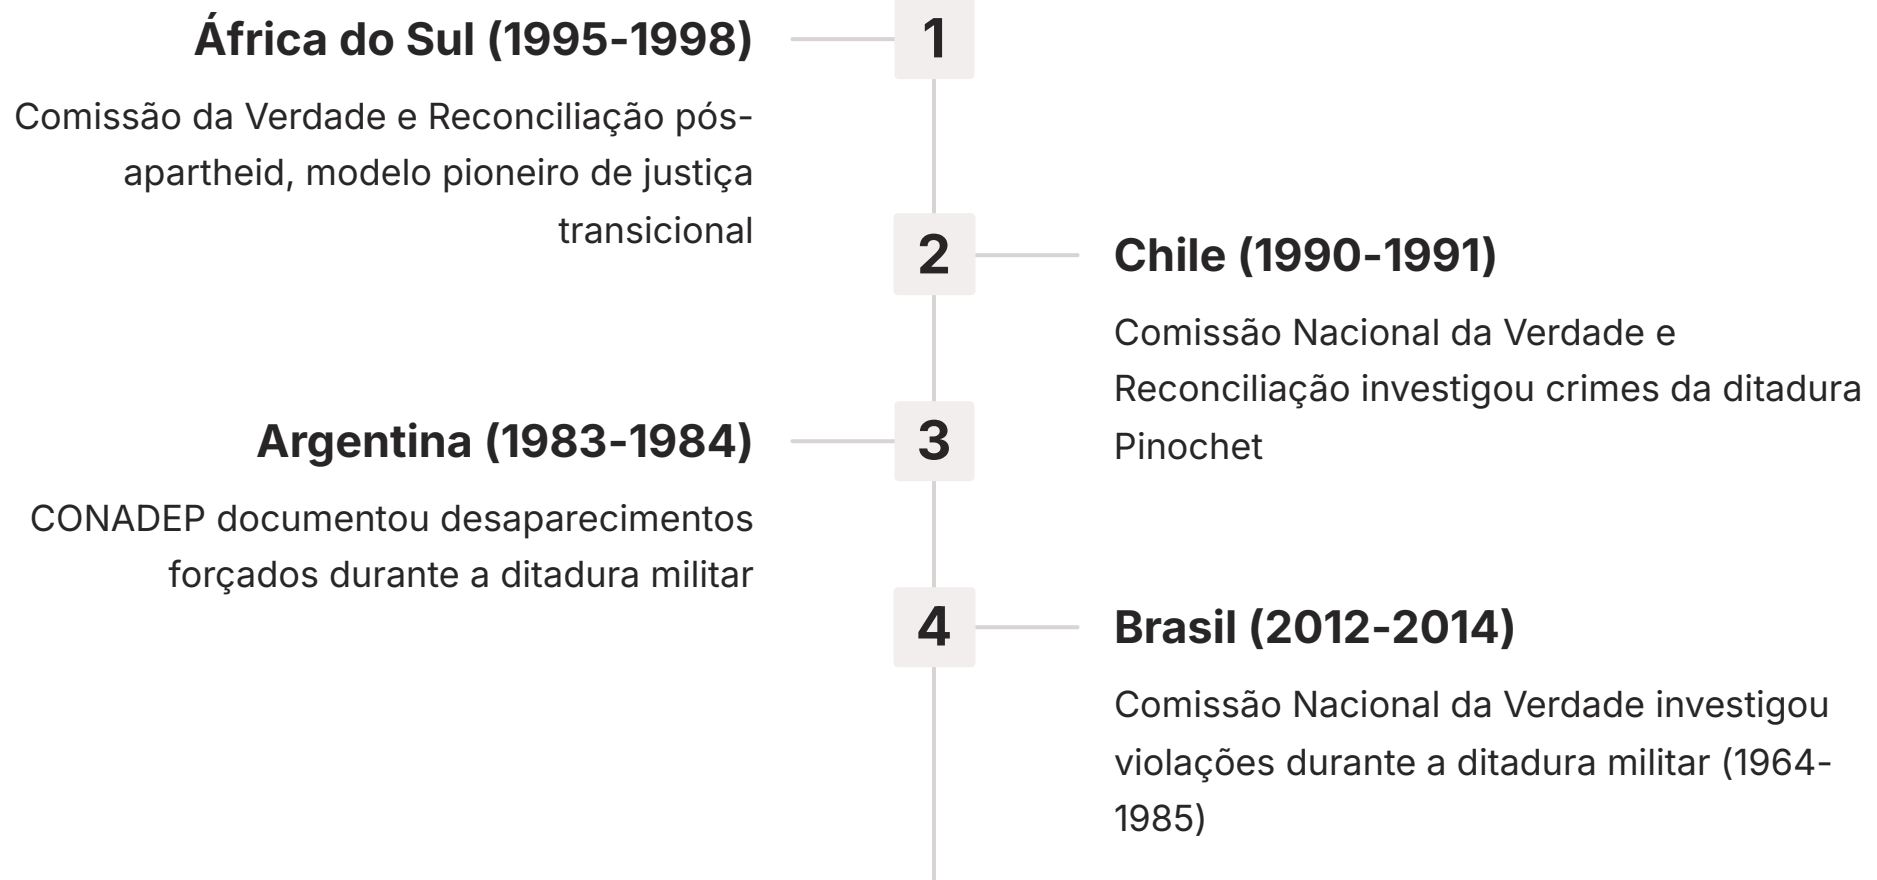 África do Sul (1995-1998)
1
Comissão da Verdade e Reconciliação pós-
apartheid, modelo pioneiro de justiça
transicional
2
Chile (1990-1991)
Comissão Nacional da Verdade e
Reconciliação investigou crimes da ditadura
Pinochet
Argentina (1983-1984)
3
CONADEP documentou desaparecimentos
forçados durante a ditadura militar
4
Brasil (2012-2014)
Comissão Nacional da Verdade investigou
violações durante a ditadura militar (1964-
1985)